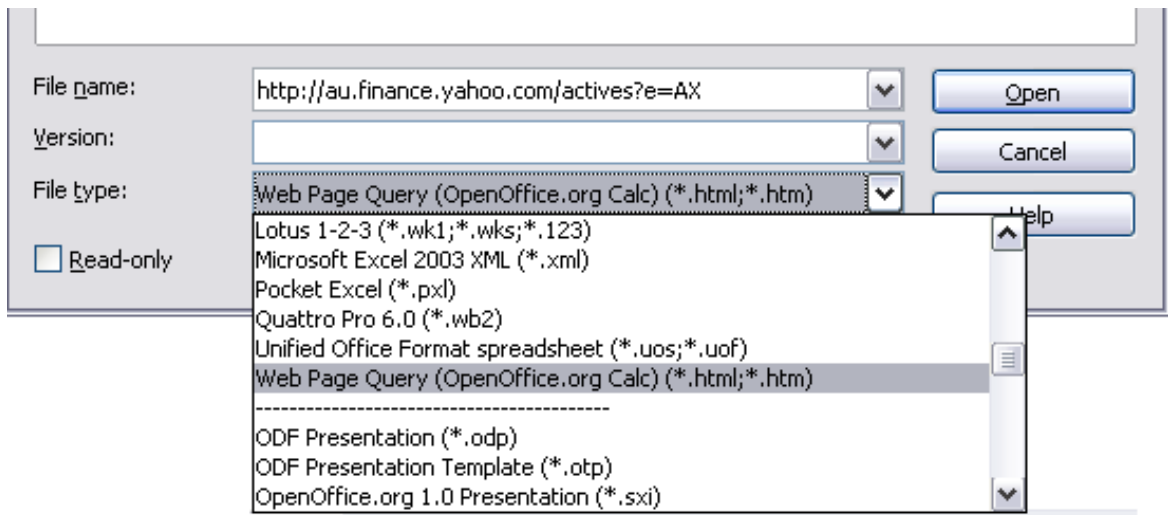 File name:
http://au.finance.yahoo.com/actives?e=AX
Open
Version:
Cancel
File type:
Web Page Query (OpenOffice.org Calc) (*.html;*.htm)
Help
Read-only
Lotus 1-2-3 (*.wk1;*.wks;*.123)
Microsoft Excel 2003 XML (*.xml)
Pocket Excel (*.pxl)
Quattro Pro 6.0 (*.wb2)
Unified Office Format spreadsheet (*.uos;*.uof)
Web Page Query (OpenOffice.org Calc) (*.html;*.htm)
----------------------------------------
ODF Presentation (*.odp)
ODF Presentation Template (*.otp)
OpenOffice.org 1.0 Presentation (*.sxi)